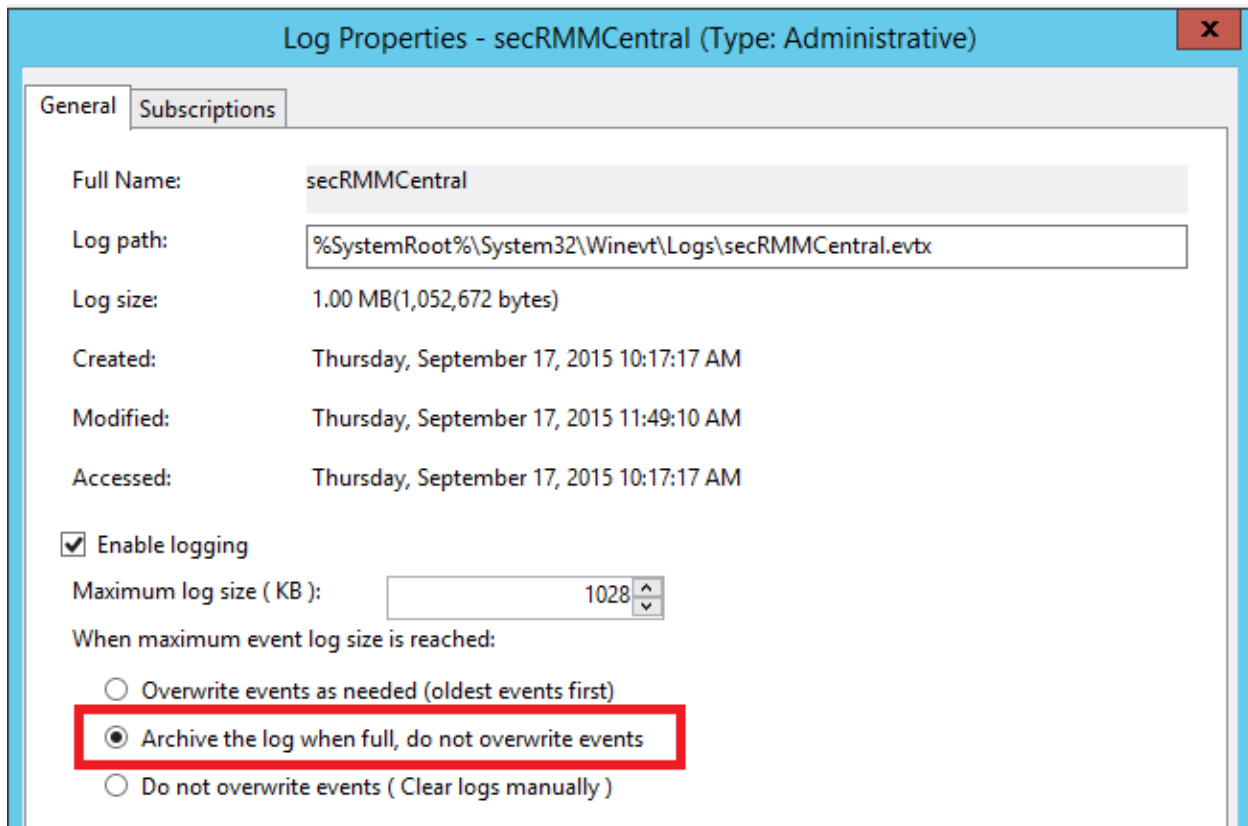 Log Properties - secRMMCentral (Type: Administrative)
x
General
Subscriptions
Full Name: secRMMCentral
Log path: %SystemRoot%\System32\Winevt\Logs\secRMMCentral.evtx
Log size: 1.00 MB(1,052,672 bytes)
Created: Thursday, September 17, 2015 10:17:17 AM
Modified: Thursday, September 17, 2015 11:49:10 AM
Accessed: Thursday, September 17, 2015 10:17:17 AM
Enable logging
Maximum log size ( KB ): 1028
When maximum event log size is reached:
Overwrite events as needed (oldest events first)
Archive the log when full, do not overwrite events
Do not overwrite events ( Clear logs manually )